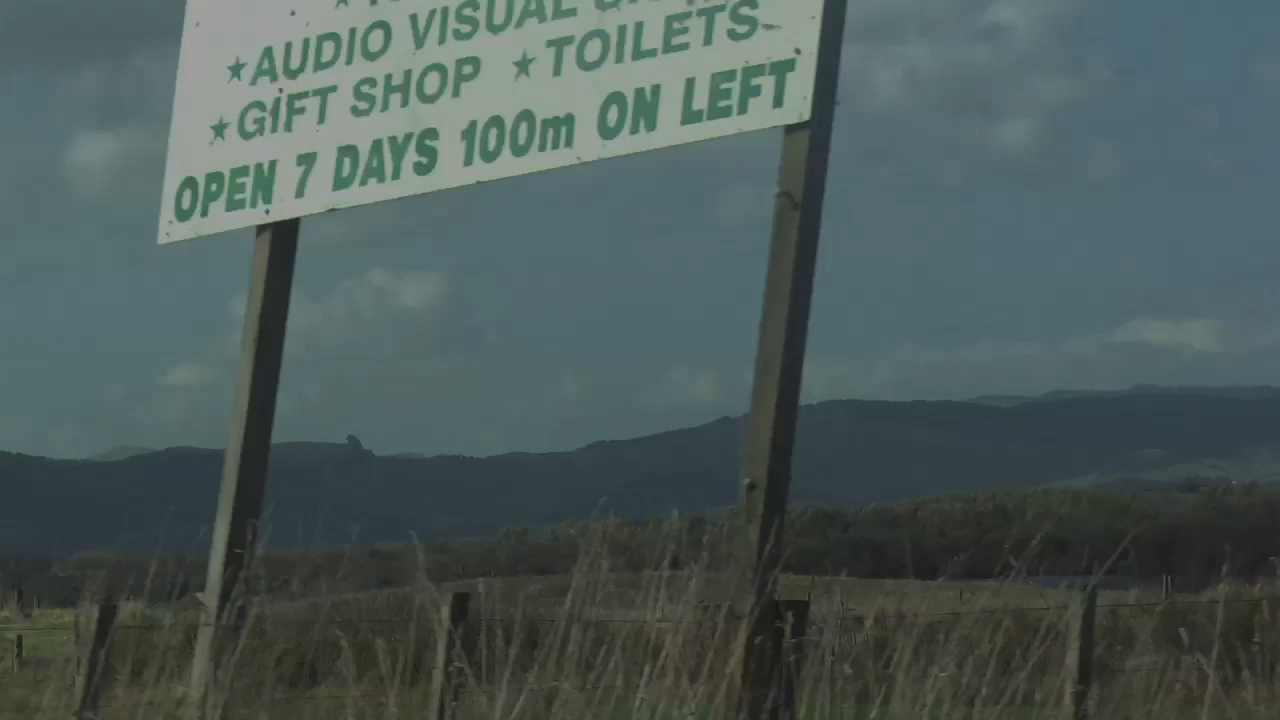 ★AUDIO VISUAL
★GIFT SHOP ★TOILETS
OPEN 7 DAYS 100m ON LEFT